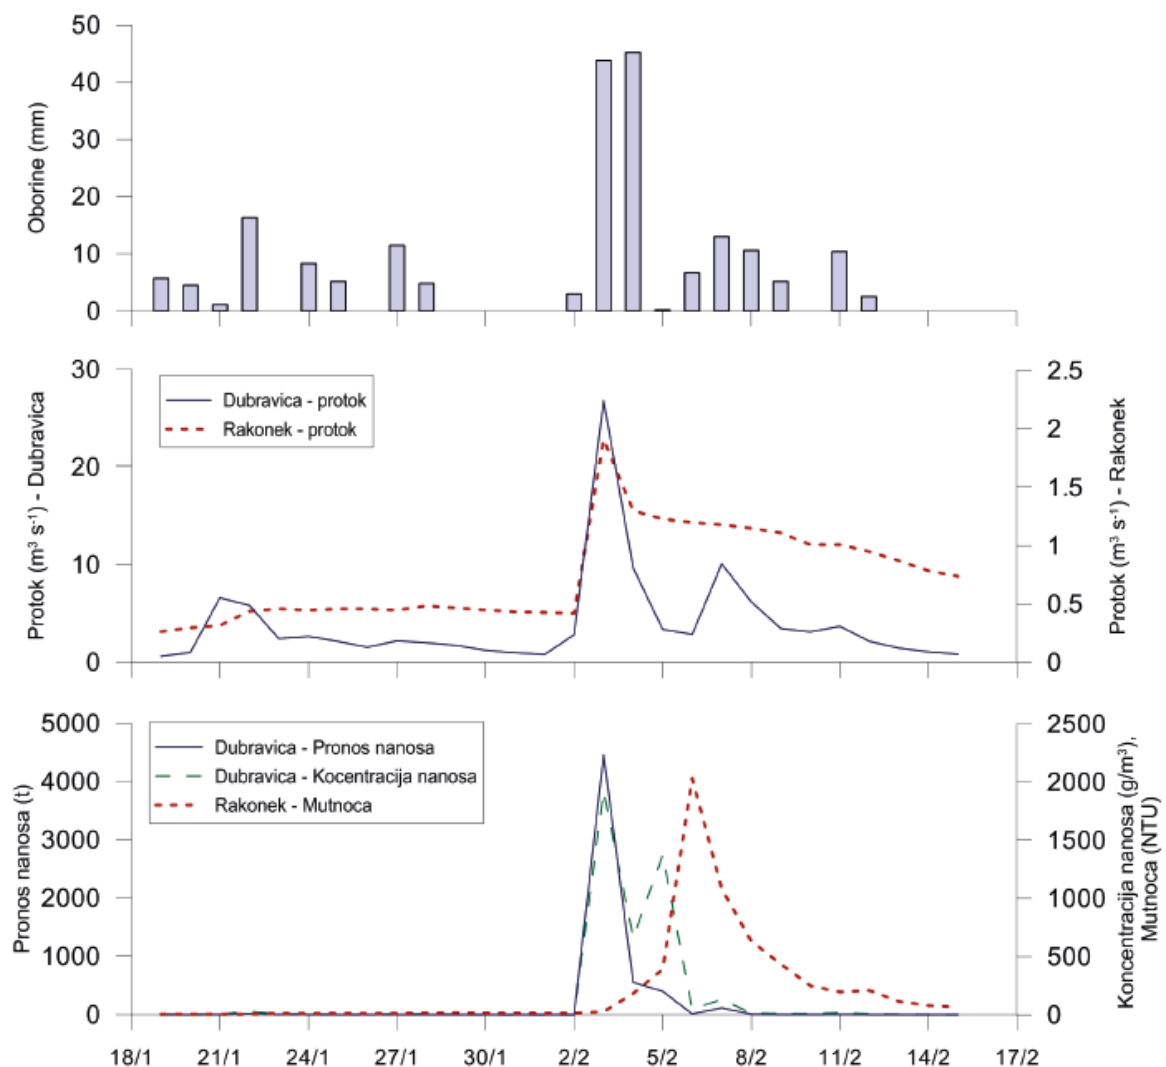 50
40
30
20
10
0
Oborine (mm)
30
20
10
0
Protok (m³ s⁻¹) - Dubravica
Dubravica - protok
Rakonek - protok
2.5
2
1.5
1
0.5
0
Protok (m³ s⁻¹) - Rakonek
5000
4000
3000
2000
1000
0
Pronos nanosa (t)
Dubravica - Pronos nanosa
Dubravica - Kocentracija nanosa
Rakonek - Mutnoca
2500
2000
1500
1000
500
0
Koncentracija nanosa (g/m³),
Mutnoca (NTU)
18/1 21/1 24/1 27/1 30/1 2/2 5/2 8/2 11/2 14/2 17/2